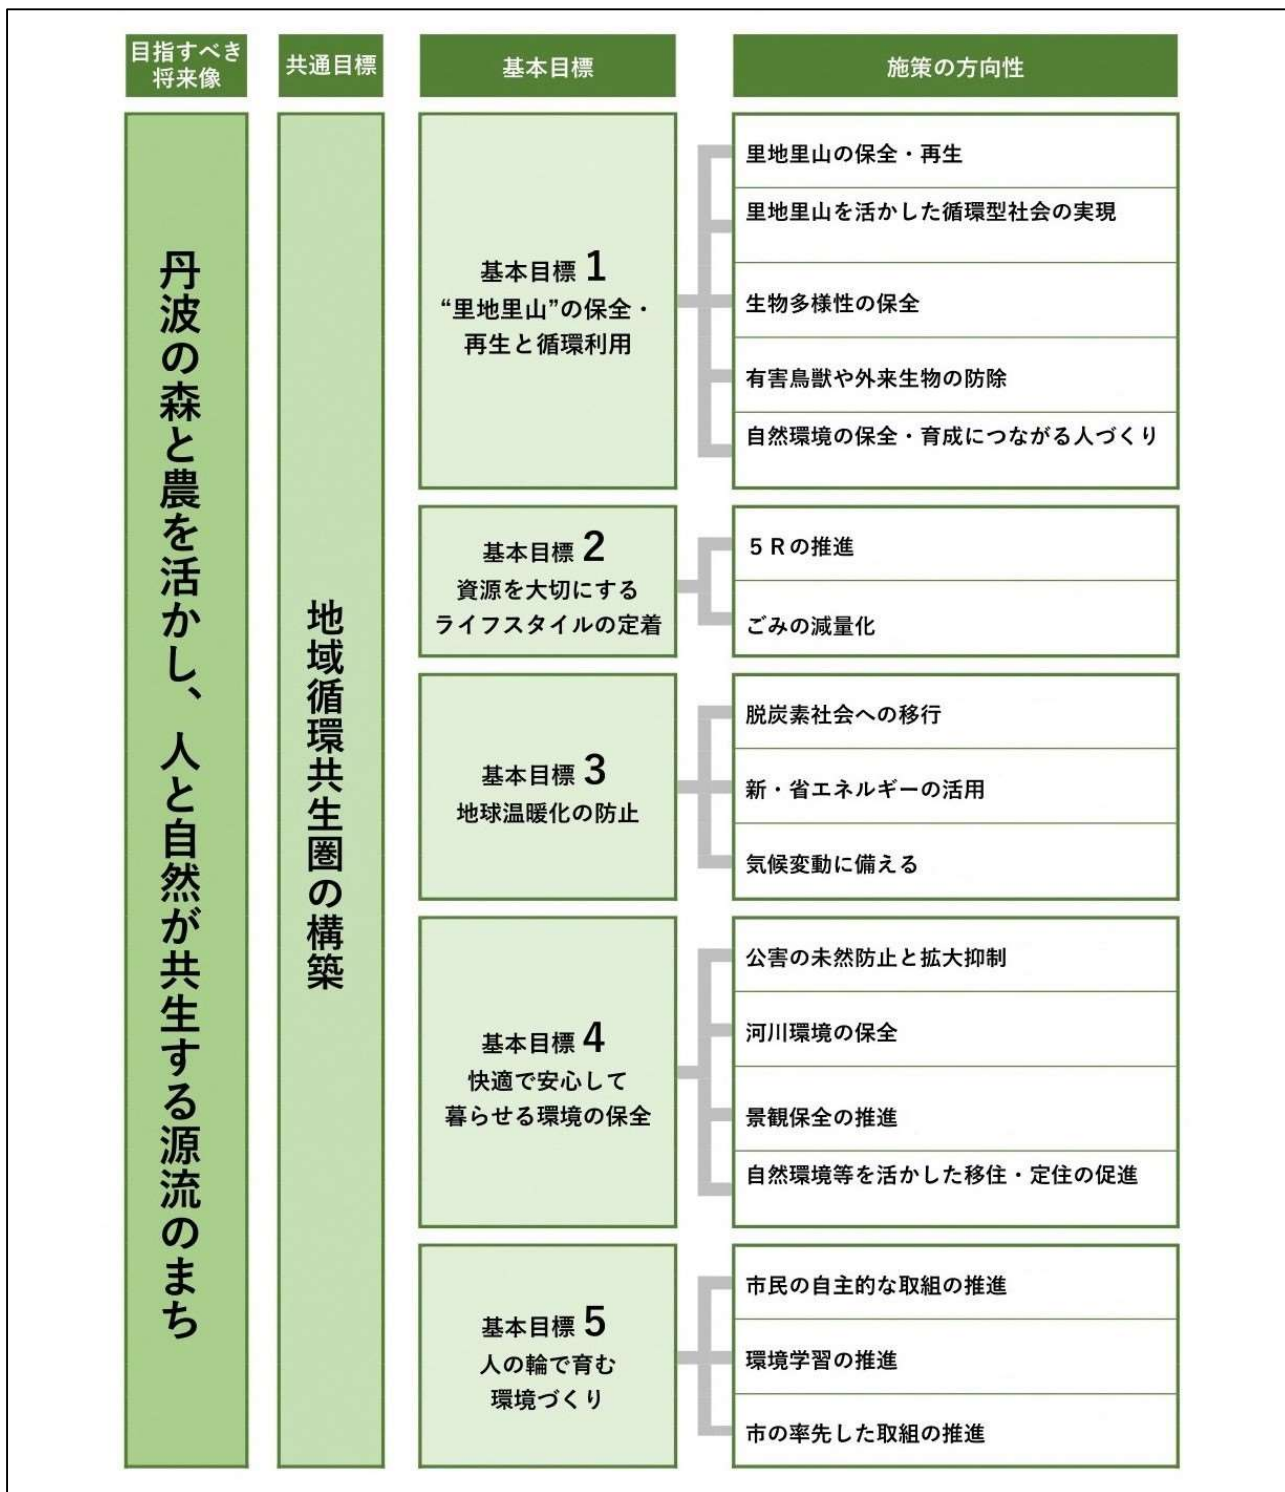 目指すべき
将来像
共通目標
基本目標
施策の方向性
丹波の森と農を活かし、人と自然が共生する源流のまち
地域循環共生圏の構築
基本目標 1
“里地里山”の保全・
再生と循環利用
里地里山の保全・再生
里地里山を活かした循環型社会の実現
生物多様性の保全
有害鳥獣や外来生物の防除
自然環境の保全・育成につながる人づくり
基本目標 2
資源を大切にする
ライフスタイルの定着
５Ｒの推進
ごみの減量化
基本目標 3
地球温暖化の防止
脱炭素社会への移行
新・省エネルギーの活用
気候変動に備える
基本目標 4
快適で安心して
暮らせる環境の保全
公害の未然防止と拡大抑制
河川環境の保全
景観保全の推進
自然環境等を活かした移住・定住の促進
基本目標 5
人の輪で育む
環境づくり
市民の自主的な取組の推進
環境学習の推進
市の率先した取組の推進